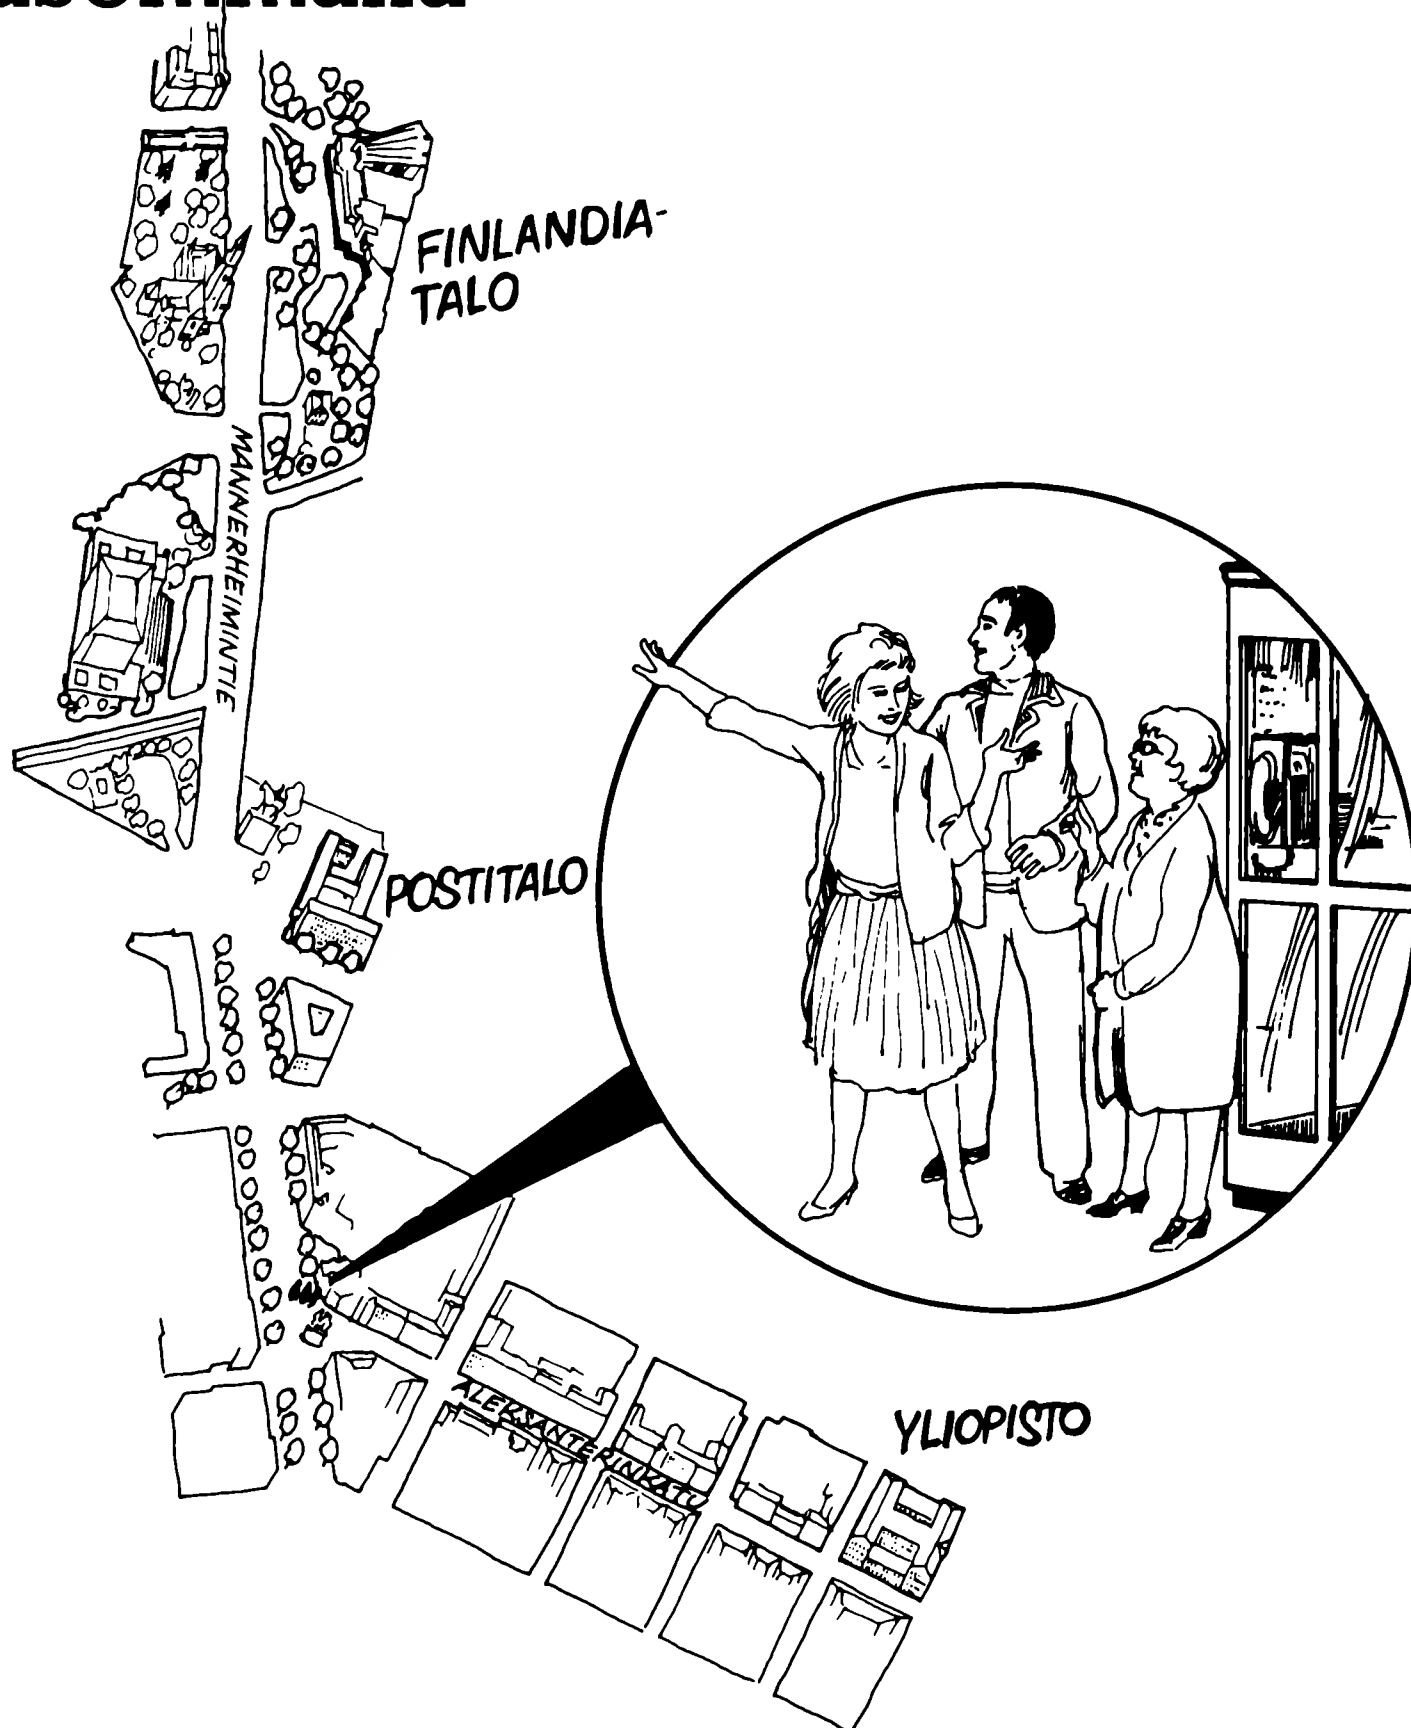 FINLANDIA-
TALO
MANNERHEIMINTIE
POSTITALO
YLIOPISTO
ALEKSANTERINKATU